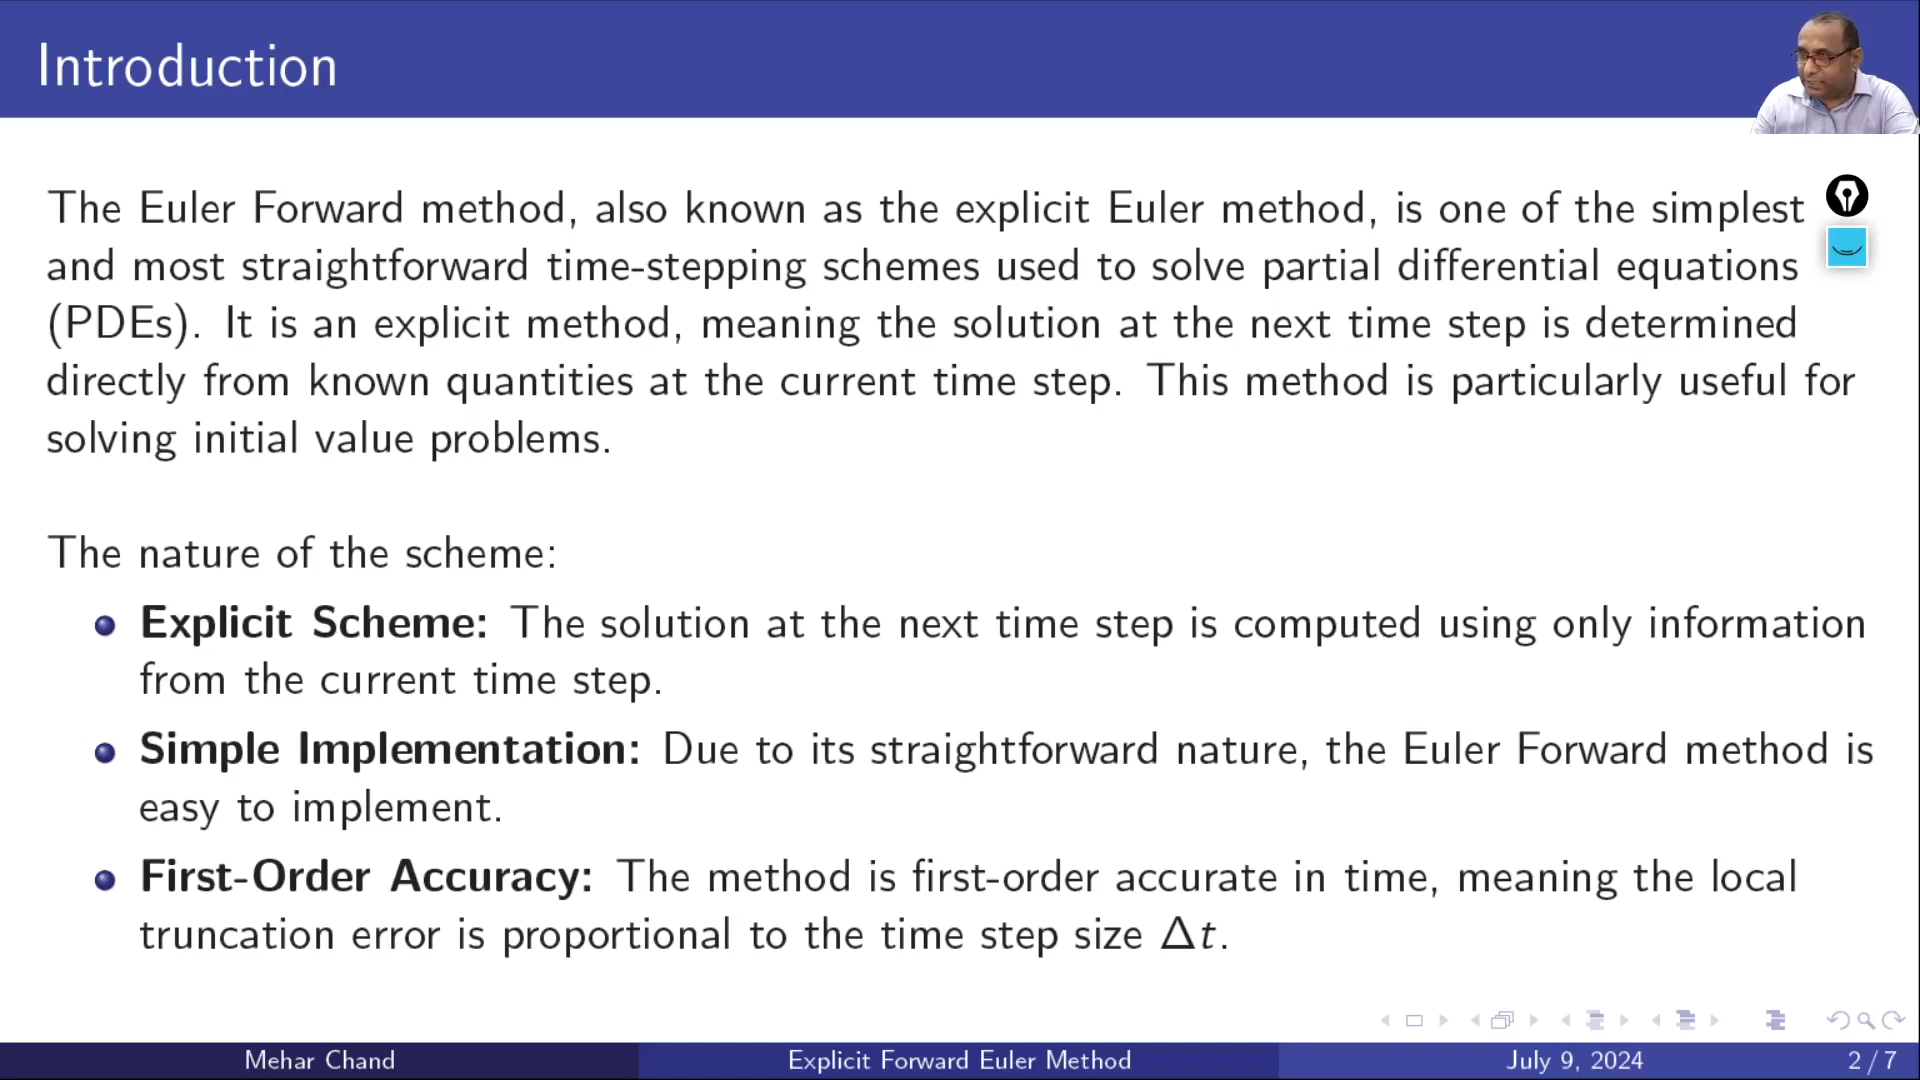 Introduction
The Euler Forward method, also known as the explicit Euler method, is one of the simplest
and most straightforward time-stepping schemes used to solve partial differential equations
(PDEs). It is an explicit method, meaning the solution at the next time step is determined
directly from known quantities at the current time step. This method is particularly useful for
solving initial value problems.
The nature of the scheme:
Explicit Scheme: The solution at the next time step is computed using only information
from the current time step.
Simple Implementation: Due to its straightforward nature, the Euler Forward method is
easy to implement.
First-Order Accuracy: The method is first-order accurate in time, meaning the local
truncation error is proportional to the time step size Δt.
Mehar Chand Explicit Forward Euler Method July 9, 2024 2 / 7